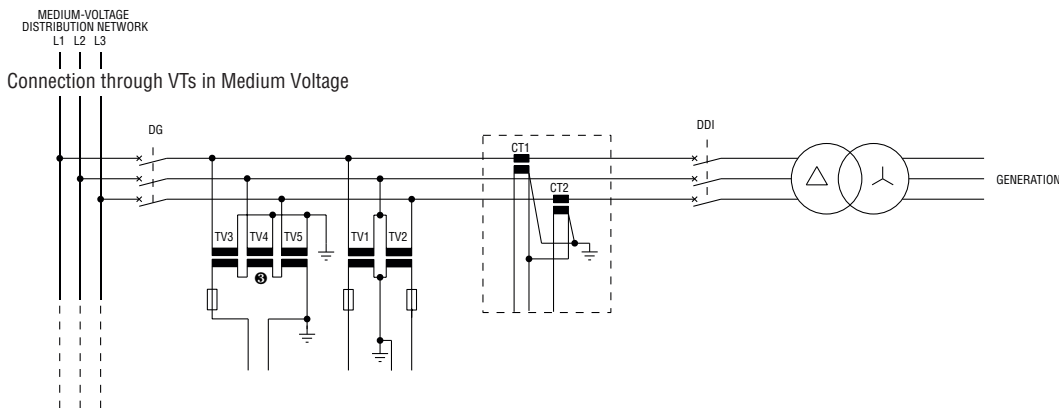 MEDIUM-VOLTAGE
DISTRIBUTION NETWORK
L1 L2 L3
Connection through VTs in Medium Voltage
DG
CT1
DDI
CT2
GENERATION
TV3 TV4 TV5 TV1 TV2
3